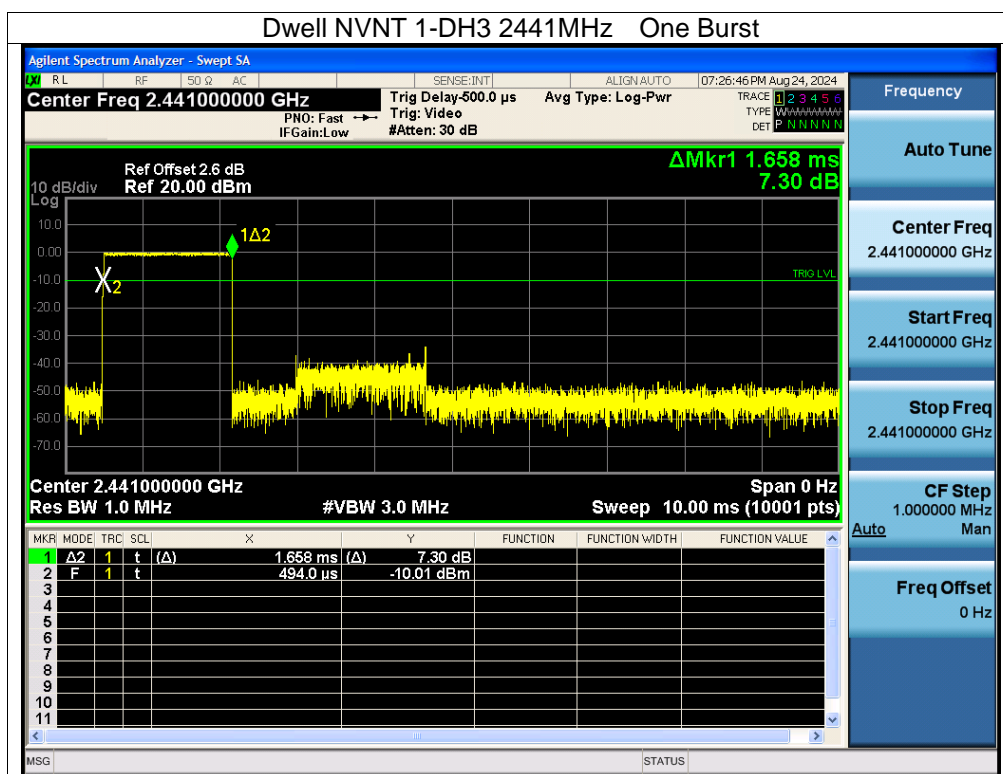 Dwell NVNT 1-DH3 2441MHz One Burst
Agilent Spectrum Analyzer - Swept SA
LXI RL RF 50 Ω AC SENSE:INT ALIGN AUTO 07:26:46 PM Aug 24, 2024
Center Freq 2.441000000 GHz Trig Delay-500.0 µs Avg Type: Log-Pwr TRACE 1 2 3 4 5 6
PNO: Fast Trig: Video TYPE WWWWWW
IFGain:Low #Atten: 30 dB DET P N N N N N
Frequency
Auto Tune
Center Freq
2.441000000 GHz
Start Freq
2.441000000 GHz
Stop Freq
2.441000000 GHz
CF Step
1.000000 MHz
Auto Man
Freq Offset
0 Hz
ΔMkr1 1.658 ms
7.30 dB
Ref Offset 2.6 dB
10 dB/div Ref 20.00 dBm
Log
10.0
0.00
-10.0
-20.0
-30.0
-40.0
-50.0
-60.0
-70.0
1Δ2
X2
TRIG LVL
Center 2.441000000 GHz Span 0 Hz
Res BW 1.0 MHz #VBW 3.0 MHz Sweep 10.00 ms (10001 pts)
MKR MODE TRC SCL X Y FUNCTION FUNCTION WIDTH FUNCTION VALUE
1 Δ2 1 t (Δ) 1.658 ms (Δ) 7.30 dB
2 F 1 t 494.0 µs -10.01 dBm
3
4
5
6
7
8
9
10
11
MSG STATUS